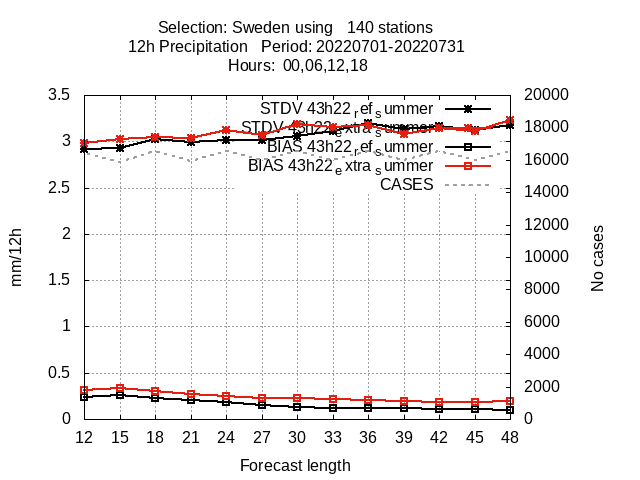 Selection: Sweden using 140 stations
12h Precipitation Period: 20220701-20220731
Hours: 00,06,12,18
3.5
3
2.5
2
1.5
1
0.5
0
mm/12h
STDV 43h22_ref_summer
STDV 43h22_extra_summer
BIAS 43h22_ref_summer
BIAS 43h22_extra_summer
CASES
20000
18000
16000
14000
12000
10000
8000
6000
4000
2000
0
No cases
12 15 18 21 24 27 30 33 36 39 42 45 48
Forecast length